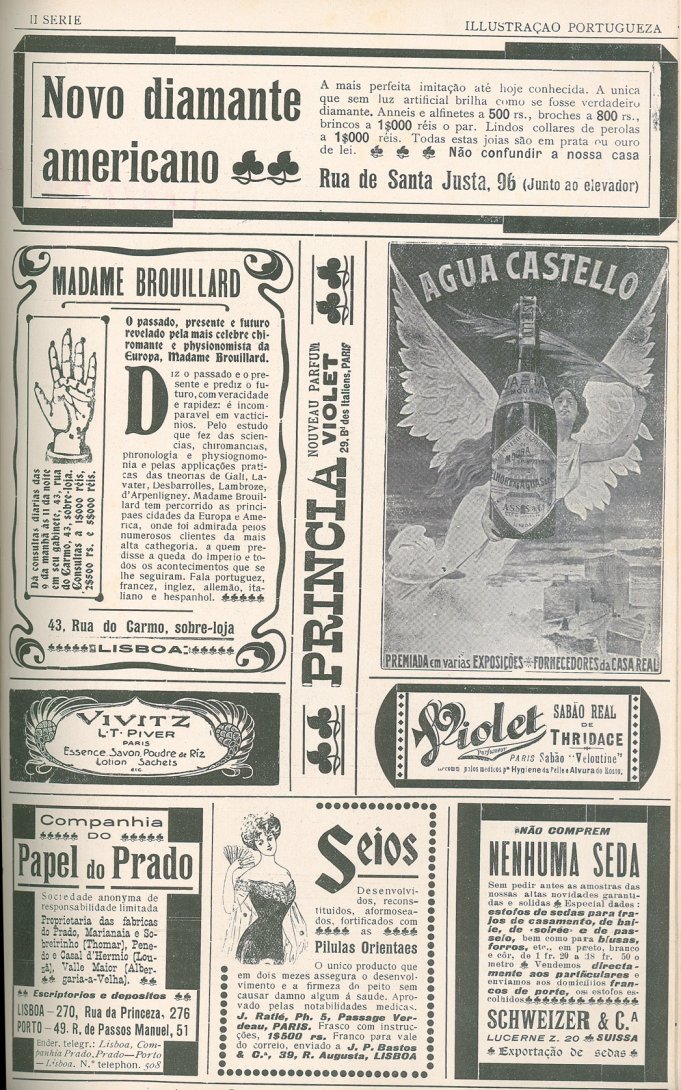 II SERIE
ILLUSTRAÇAO PORTUGUEZA
Novo diamante
americano
A mais perfeita imitação até hoje conhecida. A unica
que sem luz artificial brilha como se fosse verdadeiro
diamante. Anneis e alfinetes a 500 rs., broches a 800 rs.,
brincos a 1$000 réis o par. Lindos collares de perolas
a 1$000 réis. Todas estas joias são em prata ou ouro
de lei. Não confundir a nossa casa
Rua de Santa Justa, 96 (Junto ao elevador)
MADAME BROUILLARD
O passado, presente e futuro
revelado pela mais celebre chi-
romante e physionomista da
Europa, Madame Brouillard.
Diz o passado e o pre-
sente e prediz o fu-
turo, com veracidade
e rapidez: é incom-
paravel em vactici-
nios. Pelo estudo
que fez das scien-
cias, chiromancias,
phronologia e physiognomo-
nia e pelas applicações prati-
cas das tneorias de Galt, La-
vater, Desbarrolles, Lambroze,
d'Arpenligney. Madame Brouil-
lard tem percorrido as princi-
paes cidades da Europa e Ame-
rica, onde foi admirada pelos
numerosos clientes da mais
alta cathegoria, a quem pre-
disse a queda do imperio e to-
dos os acontecimentos que se
lhe seguiram. Fala portuguez,
francez, inglez, allemão, ita-
liano e hespanhol.
Dá consultas diarias das
9 da manhã ás 11 da noite
em seu gabinete, 43, rua
do Carmo, 43, sobre-loja.
Consultas a 1$000 réis,
2$500 rs. e 5$000 réis.
43, Rua do Carmo, sobre-loja
LISBOA
PRINCIA
NOUVEAU PARFUM
VIOLET
29. Bd des Italiens, PARIS
AGUA CASTELLO
MOURA
ASSIS & C.
PREMIADA em varias EXPOSIÇÕES FORNECEDORES da CASA REAL
VIVITZ
L.T. PIVER
PARIS
Essence, Savon, Poudre de Riz,
Lotion Sachets
etc
Violet
Parfumeur
PARIS
SABÃO REAL
DE
THRIDACE
Sabão "Veloutine"
pelos medicos pa Hygiene da Pelle e Alvura do Rosto,
Companhia
DO
Papel do Prado
Sociedade anonyma de
responsabilidade limitada
Proprietaria das fabricas
do Prado, Marianaia e So-
breirinho (Thomar), Pene-
do e Casal d'Hermio (Lou-
zã), Valle Maior (Alber-
garia-a-Velha).
Escriptorios e depositos
LISBOA—270, Rua da Princeza, 276
PORTO—49, R. de Passos Manuel, 51
Ender. telegr.: Lisboa, Com-
panhia Prado, Prado—Porto
—Lisboa. N.° telephon. 508
Seios
Desenvolvi-
dos, recons-
tituidos, aformosea-
dos, fortificados com
as
Pilulas Orientaes
O unico producto que
em dois mezes assegura o desenvol-
vimento e a firmeza do peito sem
causar damno algum á saude. Apro-
vado pelas notabilidades medicas.
J. Ratié, Ph. 5, Passage Ver-
deau, PARIS. Frasco com instruc-
ções, 1$500 rs. Franco para vale
do correio, enviado a J. P. Bastos
& C.ª, 39, R. Augusta, LISBOA
NÃO COMPREM
NENHUMA SEDA
Sem pedir antes as amostras das
nossas altas novidades garanti-
das e solidas Especial dades:
estofos de sedas para tra-
jos de casamento, de bai-
le, de «soirée» e de pas-
seio, bem como para blusas,
forros, etc., em preto, branco
e côr, de 1 fr. 20 a 18 fr. 50 o
metro Vendemos directa-
mente aos particulares e
enviamos aos domicilios fran-
cos de porte, os estofos es-
colhidos
SCHWEIZER & C.A
LUCERNE Z. 20 SUISSA
Exportação de sedas